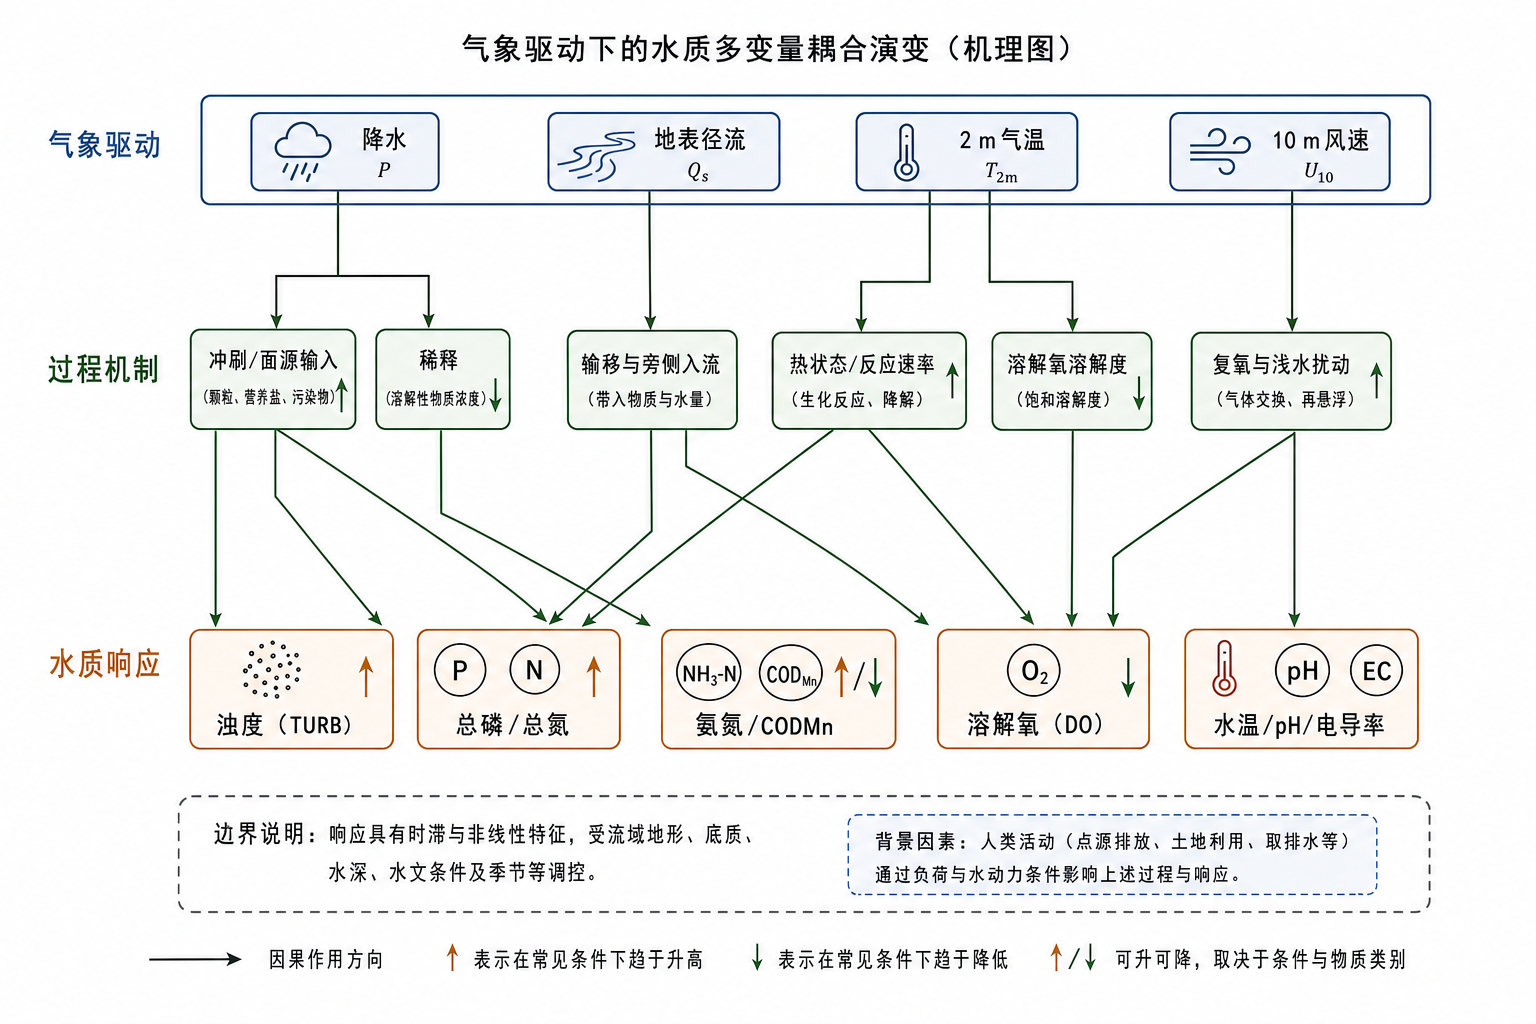 气象驱动下的水质多变量耦合演变（机理图）
气象驱动
降水
P
地表径流
Qₛ
2 m 气温
T₂ₘ
10 m 风速
U₁₀
过程机制
冲刷/面源输入
（颗粒、营养盐、污染物）↑
稀释
（溶解性物质浓度）↓
输移与旁侧入流
（带入物质与水量）
热状态/反应速率
（生化反应、降解）↑
溶解氧溶解度
（饱和溶解度）↓
复氧与浅水扰动
（气体交换、再悬浮）↑
水质响应
↑
浊度（TURB）
P N ↑
总磷/总氮
NH₃-N COD_Mn ↑/↓
氨氮/CODMn
O₂ ↓
溶解氧（DO）
pH EC
水温/pH/电导率
边界说明：响应具有时滞与非线性特征，受流域地形、底质、
水深、水文条件及季节等调控。
背景因素：人类活动（点源排放、土地利用、取排水等）
通过负荷与水动力条件影响上述过程与响应。
因果作用方向
↑ 表示在常见条件下趋于升高
↓ 表示在常见条件下趋于降低
↑/↓ 可升可降，取决于条件与物质类别